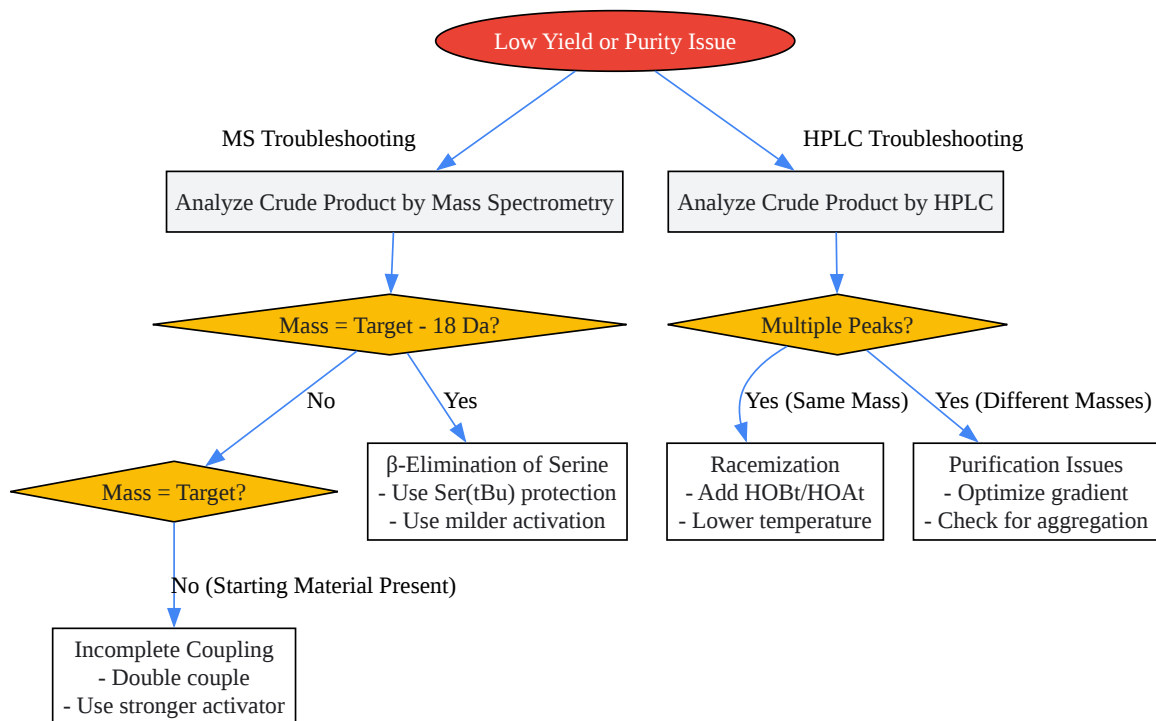 Low Yield or Purity Issue
MS Troubleshooting
HPLC Troubleshooting
Analyze Crude Product by Mass Spectrometry
Analyze Crude Product by HPLC
Mass = Target - 18 Da?
Multiple Peaks?
No
Yes
Yes (Same Mass)
Yes (Different Masses)
Mass = Target?
β-Elimination of Serine
- Use Ser(tBu) protection
- Use milder activation
Racemization
- Add HOBt/HOAt
- Lower temperature
Purification Issues
- Optimize gradient
- Check for aggregation
No (Starting Material Present)
Incomplete Coupling
- Double couple
- Use stronger activator